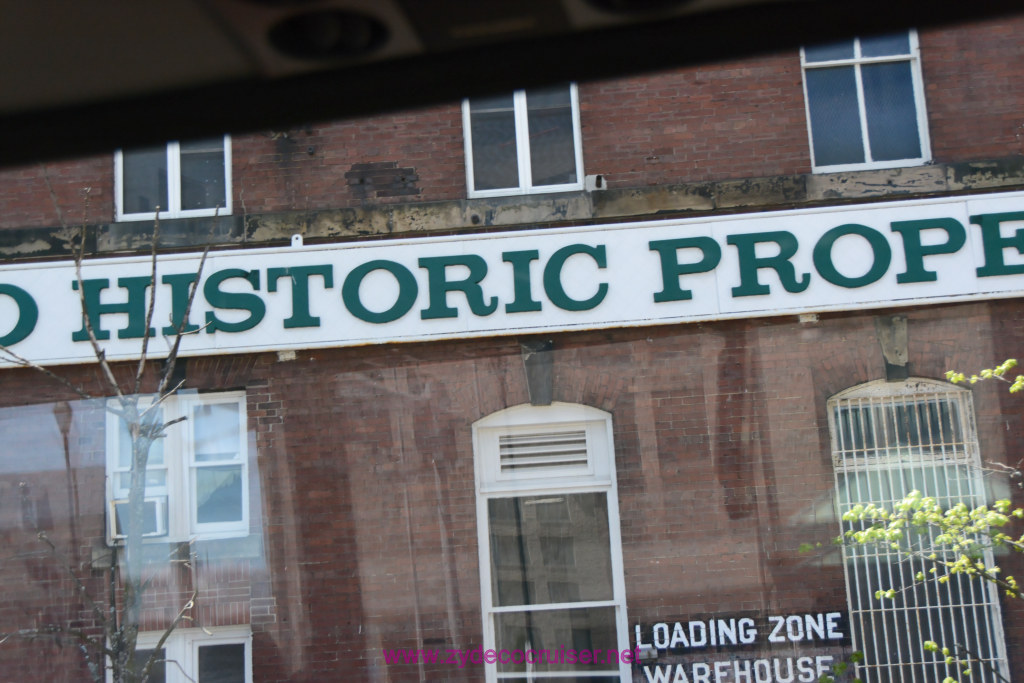 HISTORIC PROPE
LOADING ZONE
WAREHOUSE
www.zydecocruiser.net